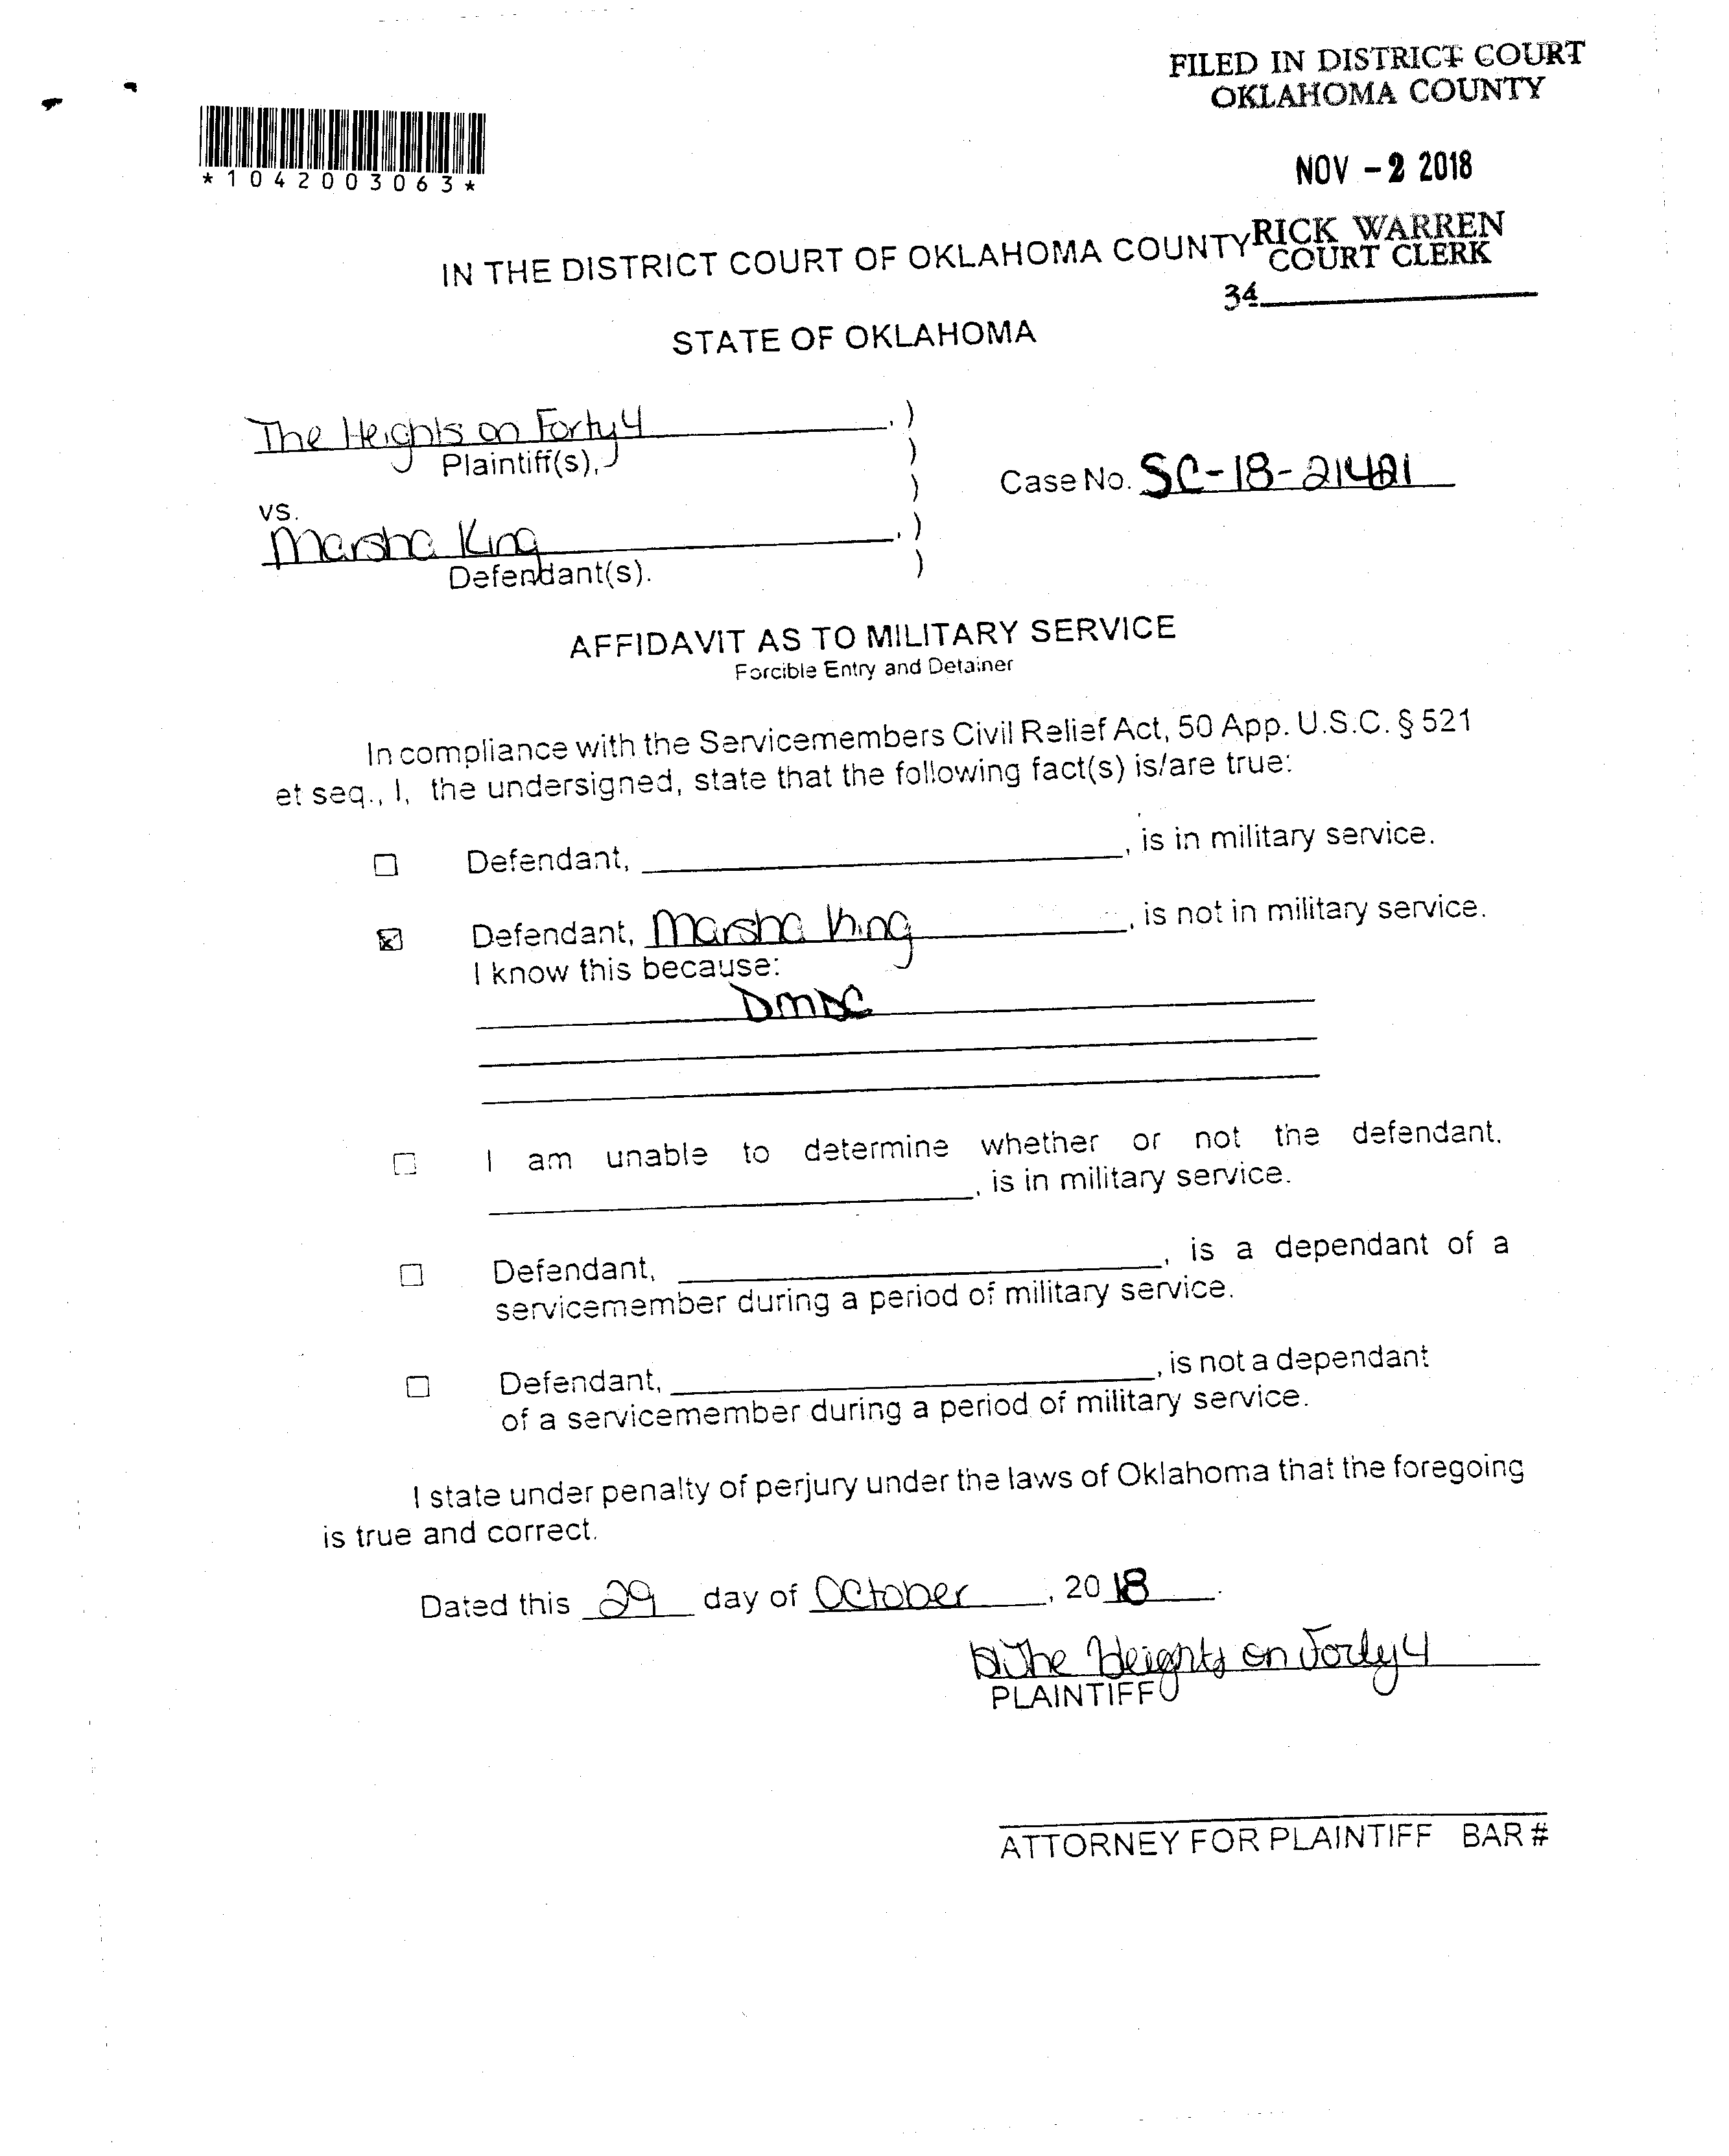 FILED IN DISTRICT COURT
OKLAHOMA COUNTY
*1042003063*
NOV - 2 2018
RICK WARREN
COURT CLERK
34
IN THE DISTRICT COURT OF OKLAHOMA COUNTY
STATE OF OKLAHOMA
The Heights on Forty4, )
Plaintiff(s), )
Case No. SC-18-21421
vs. )
Marsha King, )
Defendant(s). )
AFFIDAVIT AS TO MILITARY SERVICE
Forcible Entry and Detainer
In compliance with the Servicemembers Civil Relief Act, 50 App. U.S.C. § 521
et seq., I, the undersigned, state that the following fact(s) is/are true:
Defendant, , is in military service.
Defendant, Marsha King, is not in military service.
I know this because:
DMDC
I am unable to determine whether or not the defendant.
, is in military service.
Defendant, , is a dependant of a
servicemember during a period of military service.
Defendant, , is not a dependant
of a servicemember during a period of military service.
I state under penalty of perjury under the laws of Oklahoma that the foregoing
is true and correct.
Dated this 29 day of October, 2018.
The Heights on Forty4
PLAINTIFF
ATTORNEY FOR PLAINTIFF BAR #